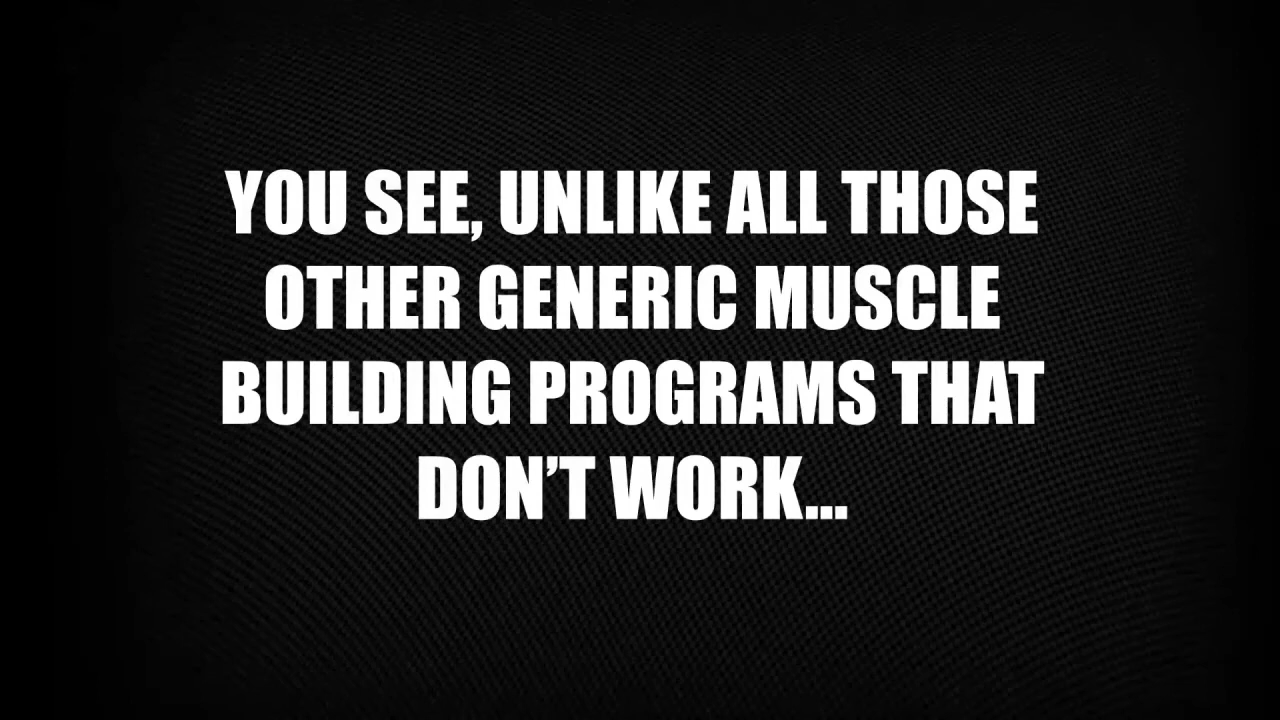 YOU SEE, UNLIKE ALL THOSE
OTHER GENERIC MUSCLE
BUILDING PROGRAMS THAT
DON’T WORK...